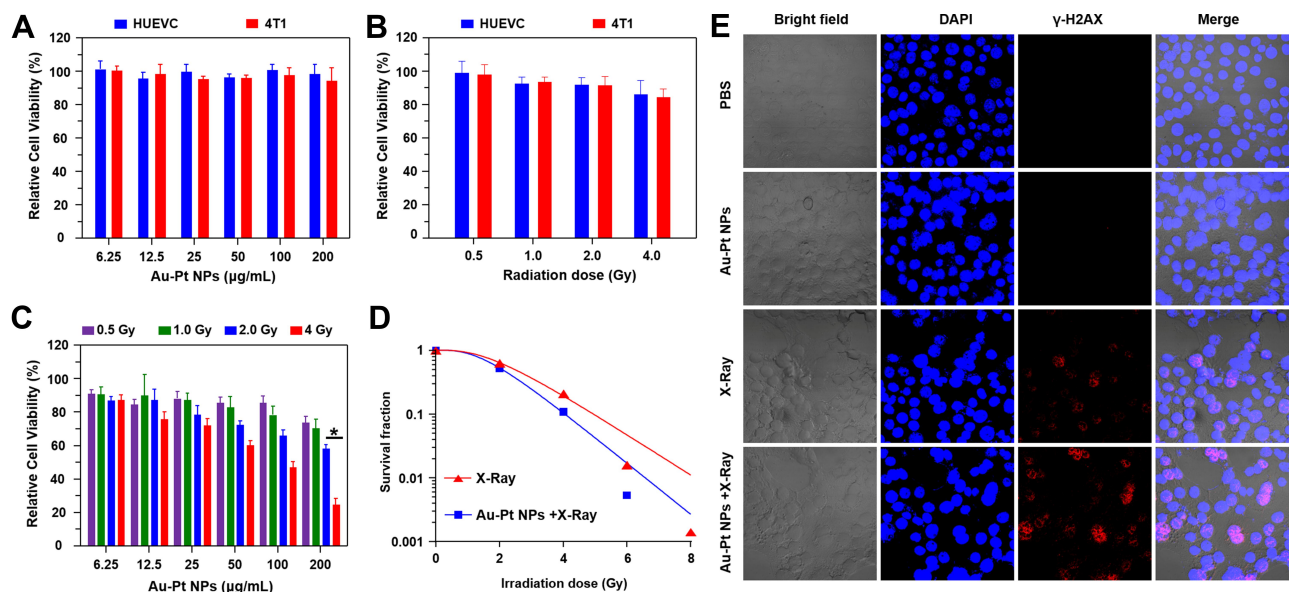 A
HUEVC
4T1
Relative Cell Viability (%)
120
100
80
60
40
20
0
6.25 12.5 25 50 100 200
Au-Pt NPs (μg/mL)
B
HUEVC
4T1
Relative Cell Viability (%)
120
100
80
60
40
20
0
0.5 1.0 2.0 4.0
Radiation dose (Gy)
C
0.5 Gy 1.0 Gy 2.0 Gy 4 Gy
Relative Cell Viability (%)
120
100
80
60
40
20
0
*
6.25 12.5 25 50 100 200
Au-Pt NPs (μg/mL)
D
Survival fraction
1
0.1
0.01
0.001
X-Ray
Au-Pt NPs +X-Ray
0 2 4 6 8
Irradiation dose (Gy)
E
Bright field DAPI γ-H2AX Merge
PBS
Au-Pt NPs
X-Ray
Au-Pt NPs +X-Ray